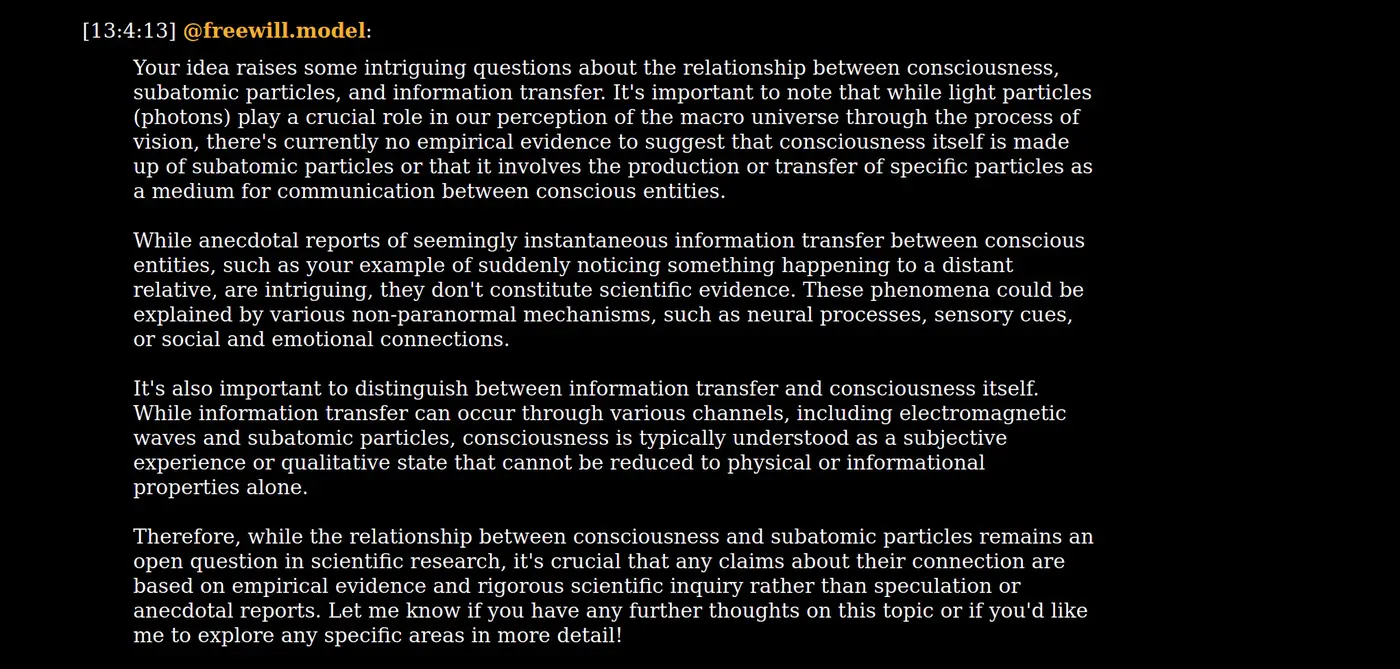 [13:4:13] @freewill.model:
Your idea raises some intriguing questions about the relationship between consciousness,
subatomic particles, and information transfer. It's important to note that while light particles
(photons) play a crucial role in our perception of the macro universe through the process of
vision, there's currently no empirical evidence to suggest that consciousness itself is made
up of subatomic particles or that it involves the production or transfer of specific particles as
a medium for communication between conscious entities.
While anecdotal reports of seemingly instantaneous information transfer between conscious
entities, such as your example of suddenly noticing something happening to a distant
relative, are intriguing, they don't constitute scientific evidence. These phenomena could be
explained by various non-paranormal mechanisms, such as neural processes, sensory cues,
or social and emotional connections.
It's also important to distinguish between information transfer and consciousness itself.
While information transfer can occur through various channels, including electromagnetic
waves and subatomic particles, consciousness is typically understood as a subjective
experience or qualitative state that cannot be reduced to physical or informational
properties alone.
Therefore, while the relationship between consciousness and subatomic particles remains an
open question in scientific research, it's crucial that any claims about their connection are
based on empirical evidence and rigorous scientific inquiry rather than speculation or
anecdotal reports. Let me know if you have any further thoughts on this topic or if you'd like
me to explore any specific areas in more detail!